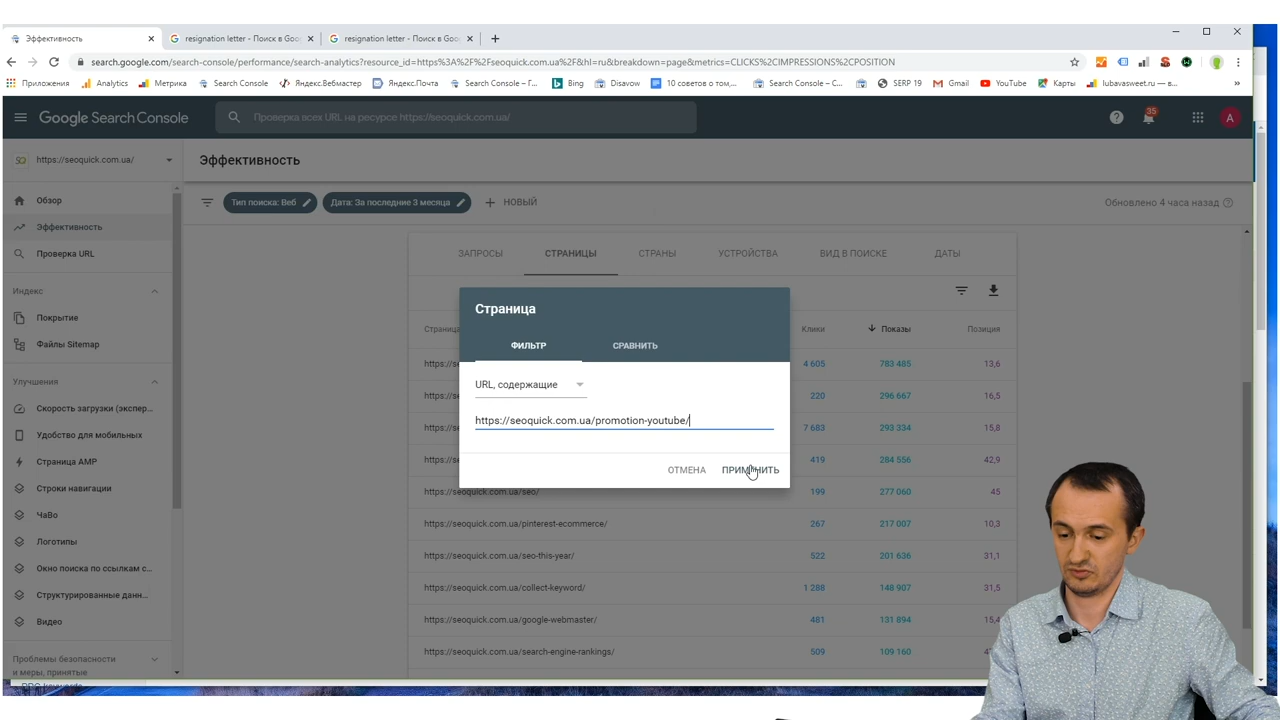 Эффективность
resignation letter - Поиск в Goo
resignation letter - Поиск в Goo
search.google.com/search-console/performance/search-analytics?resource_id=https%3A%2F%2Fseoquick.com.ua%2F&hl=ru&breakdown=page&metrics=CLICKS%2CIMPRESSIONS%2CPOSITION
Приложения Analytics Метрика Search Console Яндекс.Вебмастер Яндекс.Почта Search Console – Г... Bing Disavow 10 советов о том,... Search Console – С... SERP 19 Gmail YouTube Карты lubavasweet.ru — в... »
Google Search Console
Проверка всех URL на ресурсе https://seoquick.com.ua/
35
A
SQ https://seoquick.com.ua/
Эффективность
Обзор
Эффективность
Проверка URL
Индекс
Покрытие
Файлы Sitemap
Улучшения
Скорость загрузки (экспер...
Удобство для мобильных
Страница AMP
Строки навигации
ЧаВо
Логотипы
Окно поиска по ссылкам с...
Структурированные данн...
Видео
Проблемы безопасности
и меры, принятые
Тип поиска: Веб
Дата: За последние 3 месяца
НОВЫЙ
Обновлено 4 часа назад
ЗАПРОСЫ СТРАНИЦЫ СТРАНЫ УСТРОЙСТВА ВИД В ПОИСКЕ ДАТЫ
Клики Показы Позиция
4 605 783 485 13,6
220 296 667 16,5
7 683 293 334 15,8
419 284 556 42,9
https://seoquick.com.ua/seo/ 199 277 060 45
https://seoquick.com.ua/pinterest-ecommerce/ 267 217 007 10,3
https://seoquick.com.ua/seo-this-year/ 522 201 636 31,1
https://seoquick.com.ua/collect-keyword/ 1 288 148 907 31,5
https://seoquick.com.ua/google-webmaster/ 481 131 894
https://seoquick.com.ua/search-engine-rankings/ 509 109 160
Страница
ФИЛЬТР СРАВНИТЬ
URL, содержащие
https://seoquick.com.ua/promotion-youtube/
ОТМЕНА ПРИМЕНИТЬ